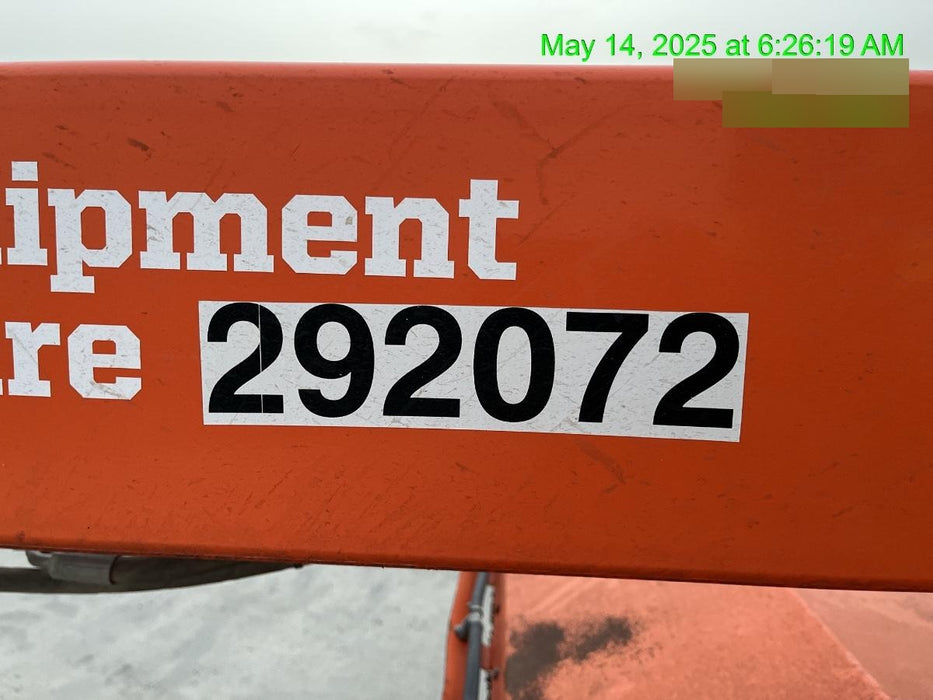 May 14, 2025 at 6:26:19 AM
ipment
re
292072